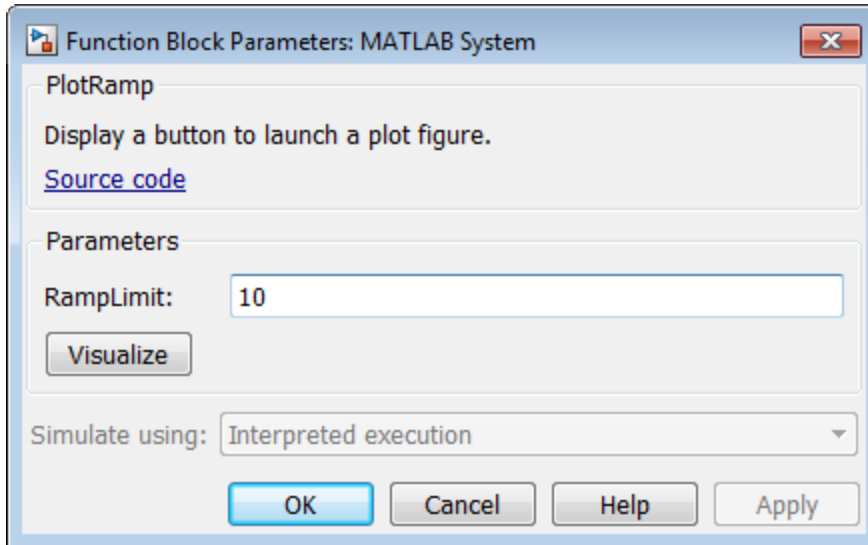 Function Block Parameters: MATLAB System
PlotRamp
Display a button to launch a plot figure.
Source code
Parameters
RampLimit: 10
Visualize
Simulate using: Interpreted execution
OK Cancel Help Apply